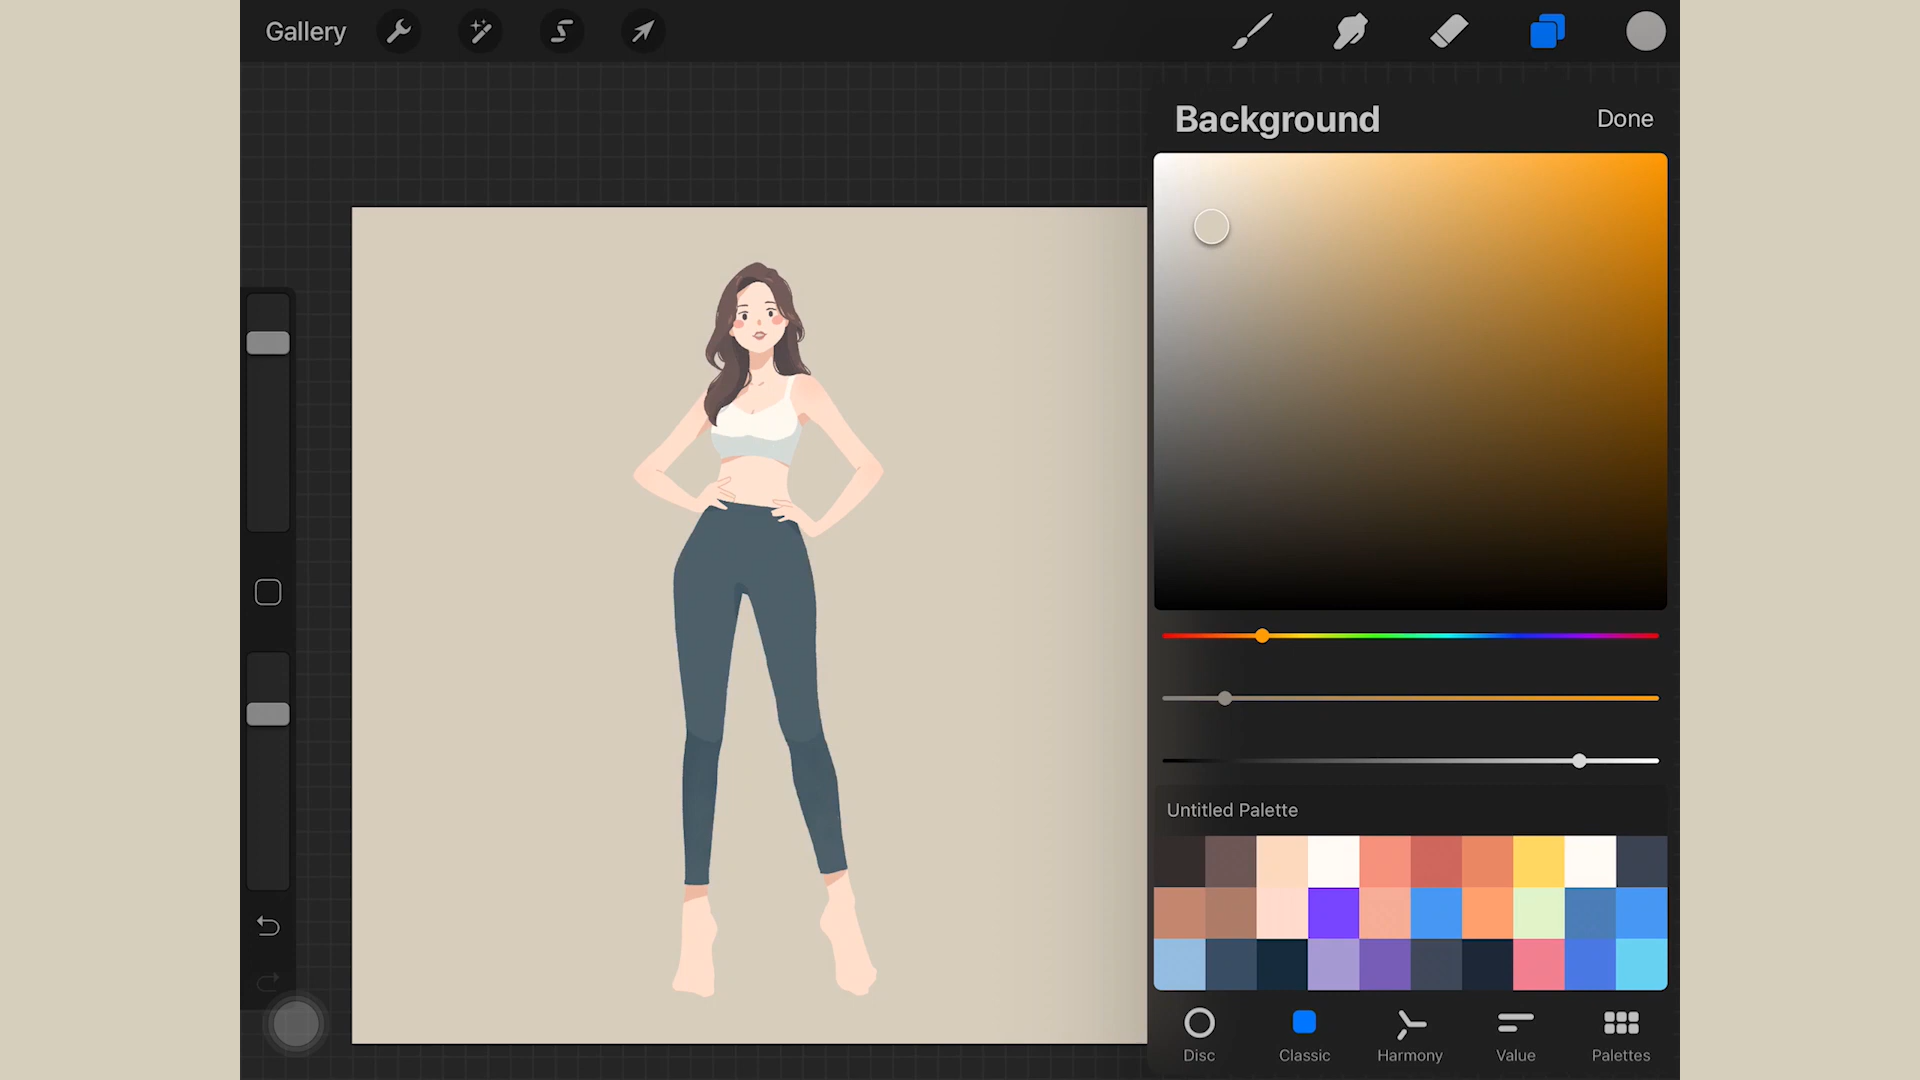 Gallery
Background
Done
Untitled Palette
Disc
Classic
Harmony
Value
Palettes